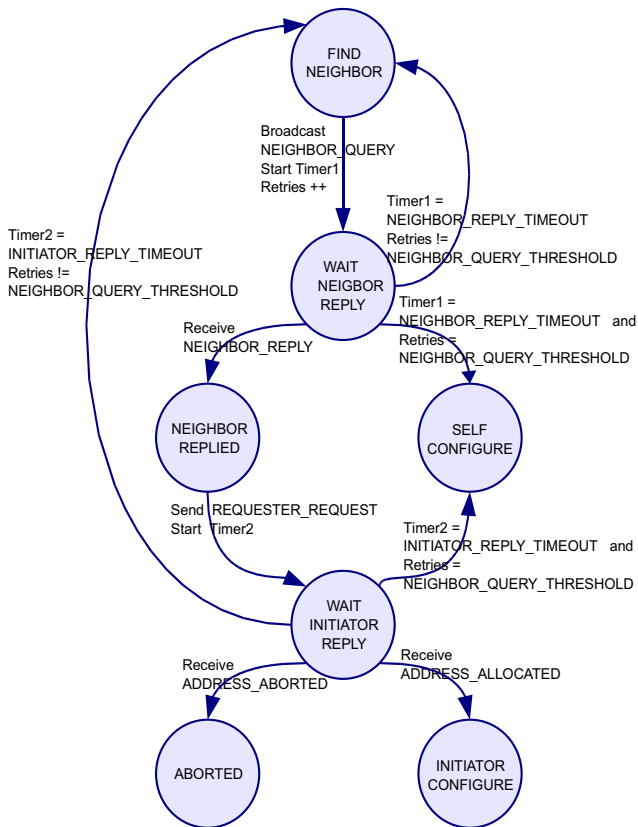 FIND
NEIGHBOR
Broadcast
NEIGHBOR_QUERY
Start Timer1
Retries ++
Timer1 =
NEIGHBOR_REPLY_TIMEOUT
Retries !=
NEIGHBOR_QUERY_THRESHOLD
Timer2 =
INITIATOR_REPLY_TIMEOUT
Retries !=
NEIGHBOR_QUERY_THRESHOLD
WAIT
NEIGBOR
REPLY
Timer1 =
NEIGHBOR_REPLY_TIMEOUT and
Retries =
NEIGHBOR_QUERY_THRESHOLD
Receive
NEIGHBOR_REPLY
NEIGHBOR
REPLIED
SELF
CONFIGURE
Send REQUESTER_REQUEST
Start Timer2
Timer2 =
INITIATOR_REPLY_TIMEOUT and
Retries =
NEIGHBOR_QUERY_THRESHOLD
WAIT
INITIATOR
REPLY
Receive
ADDRESS_ABORTED
Receive
ADDRESS_ALLOCATED
ABORTED
INITIATOR
CONFIGURE